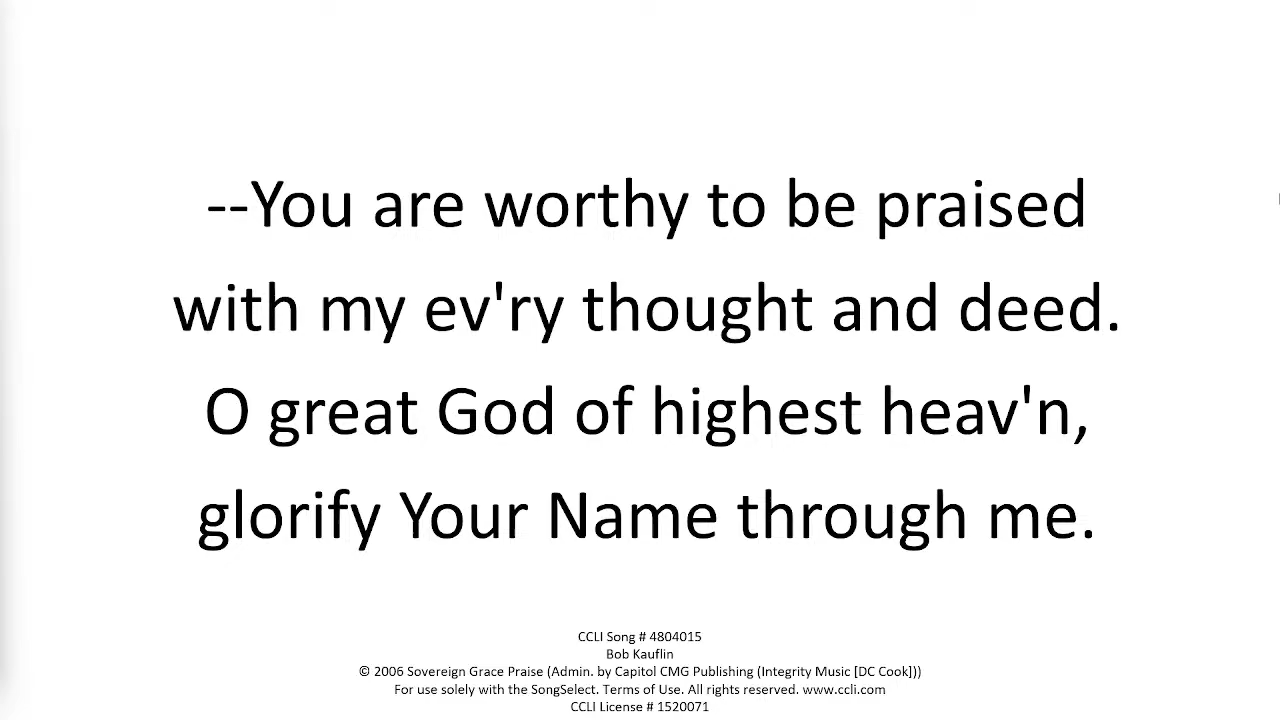 --You are worthy to be praised
with my ev'ry thought and deed.
O great God of highest heav'n,
glorify Your Name through me.
CCLI Song # 4804015
Bob Kauflin
© 2006 Sovereign Grace Praise (Admin. by Capitol CMG Publishing (Integrity Music [DC Cook]))
For use solely with the SongSelect. Terms of Use. All rights reserved. www.ccli.com
CCLI License # 1520071